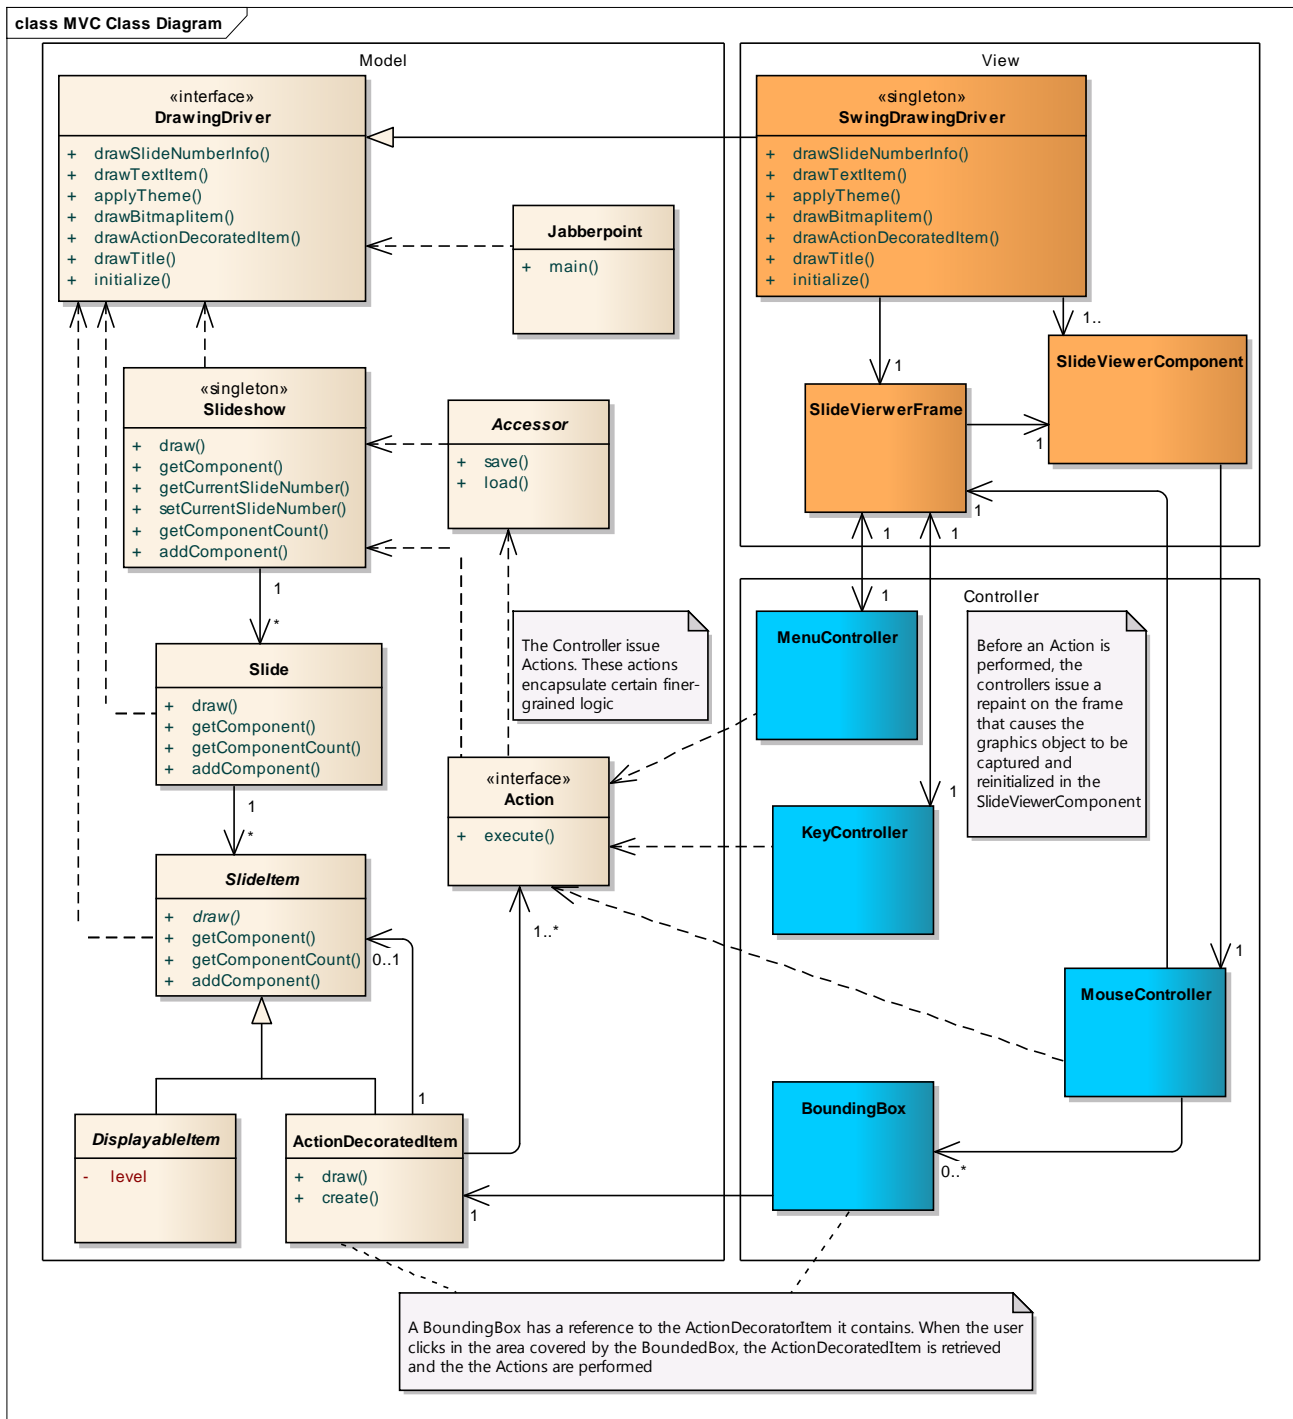 class MVC Class Diagram
Model
View
«interface»
DrawingDriver
+ drawSlideNumberInfo()
+ drawTextItem()
+ applyTheme()
+ drawBitmapIitem()
+ drawActionDecoratedItem()
+ drawTitle()
+ initialize()
«singleton»
SwingDrawingDriver
+ drawSlideNumberInfo()
+ drawTextItem()
+ applyTheme()
+ drawBitmapIitem()
+ drawActionDecoratedItem()
+ drawTitle()
+ initialize()
Jabberpoint
+ main()
1..
1
SlideViewerComponent
SlideVierwerFrame
1
1
1
1
«singleton»
Slideshow
+ draw()
+ getComponent()
+ getCurrentSlideNumber()
+ setCurrentSlideNumber()
+ getComponentCount()
+ addComponent()
Accessor
+ save()
+ load()
1
*
The Controller issue
Actions. These actions
encapsulate certain finer-
grained logic
Controller
1
MenuController
Before an Action is
performed, the
controllers issue a
repaint on the frame
that causes the
graphics object to be
captured and
reinitialized in the
SlideViewerComponent
Slide
+ draw()
+ getComponent()
+ getComponentCount()
+ addComponent()
1
*
«interface»
Action
+ execute()
1
KeyController
SlideItem
+ draw()
+ getComponent()
+ getComponentCount()
+ addComponent()
0..1
1..*
1
MouseController
1
BoundingBox
0..*
DisplayableItem
- level
ActionDecoratedItem
+ draw()
+ create()
1
A BoundingBox has a reference to the ActionDecoratorItem it contains. When the user
clicks in the area covered by the BoundedBox, the ActionDecoratedItem is retrieved
and the the Actions are performed